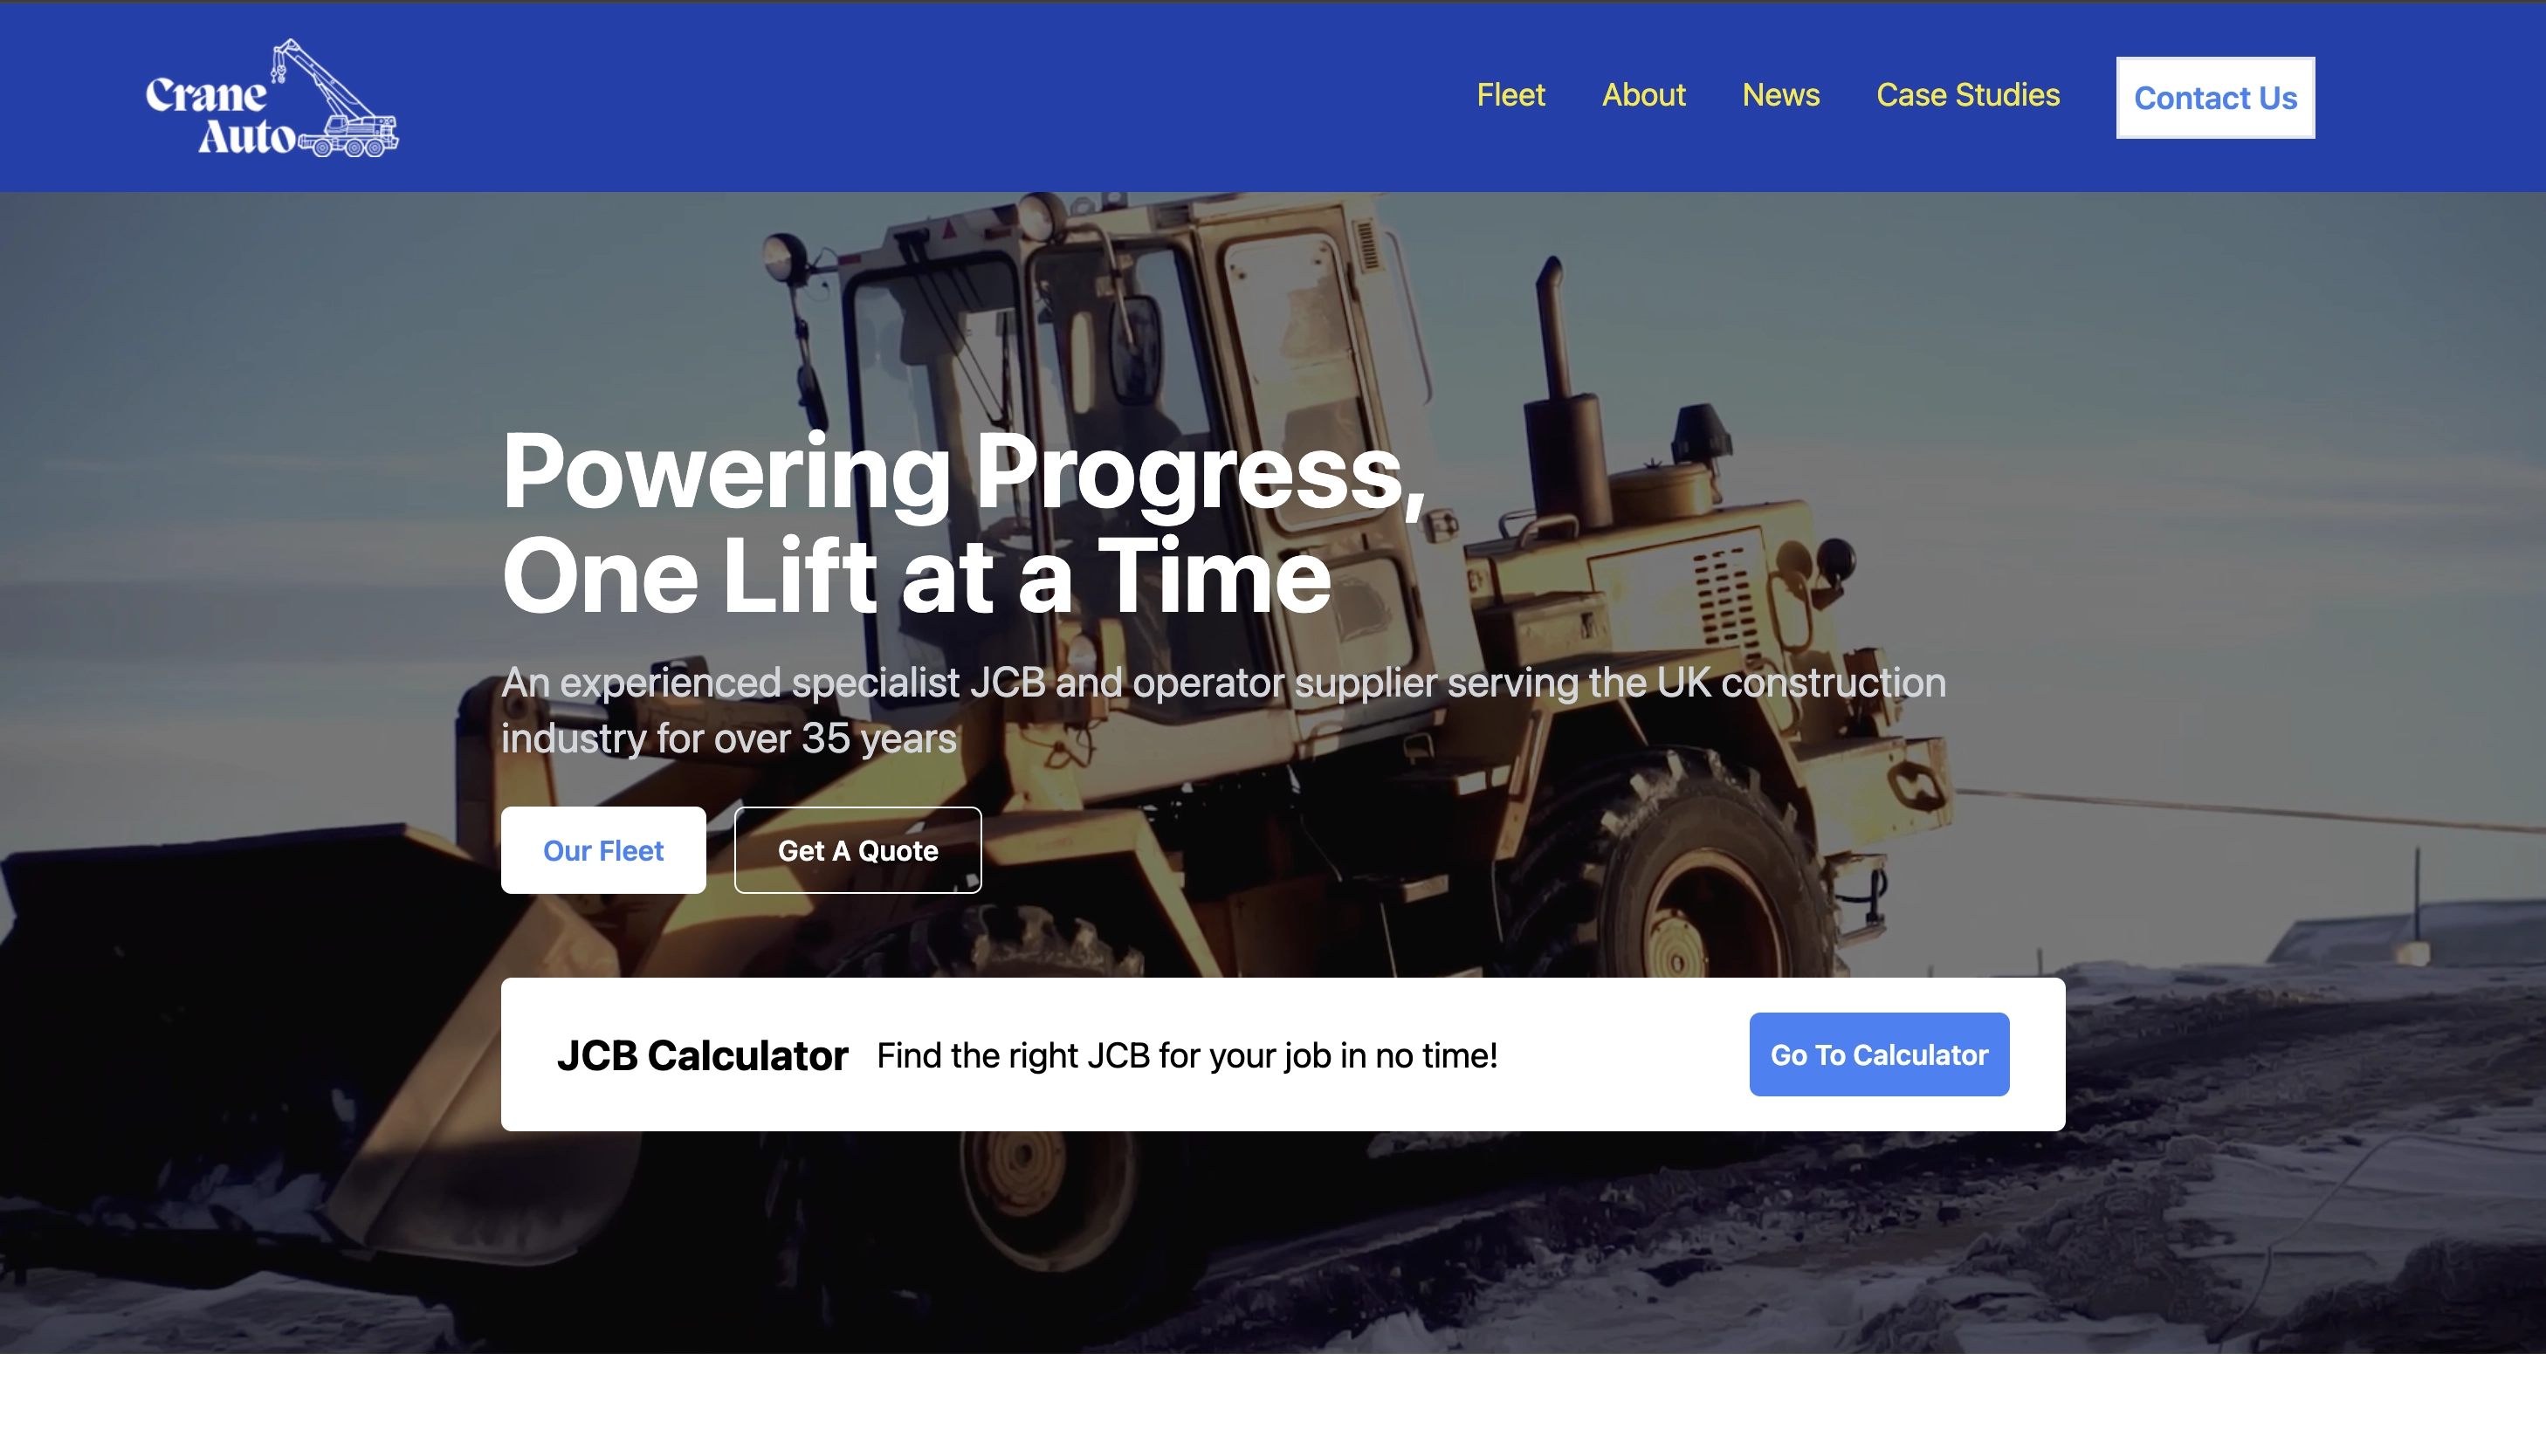 Crane
Auto
Fleet About News Case Studies Contact Us
Powering Progress,
One Lift at a Time
An experienced specialist JCB and operator supplier serving the UK construction
industry for over 35 years
Our Fleet Get A Quote
JCB Calculator Find the right JCB for your job in no time! Go To Calculator